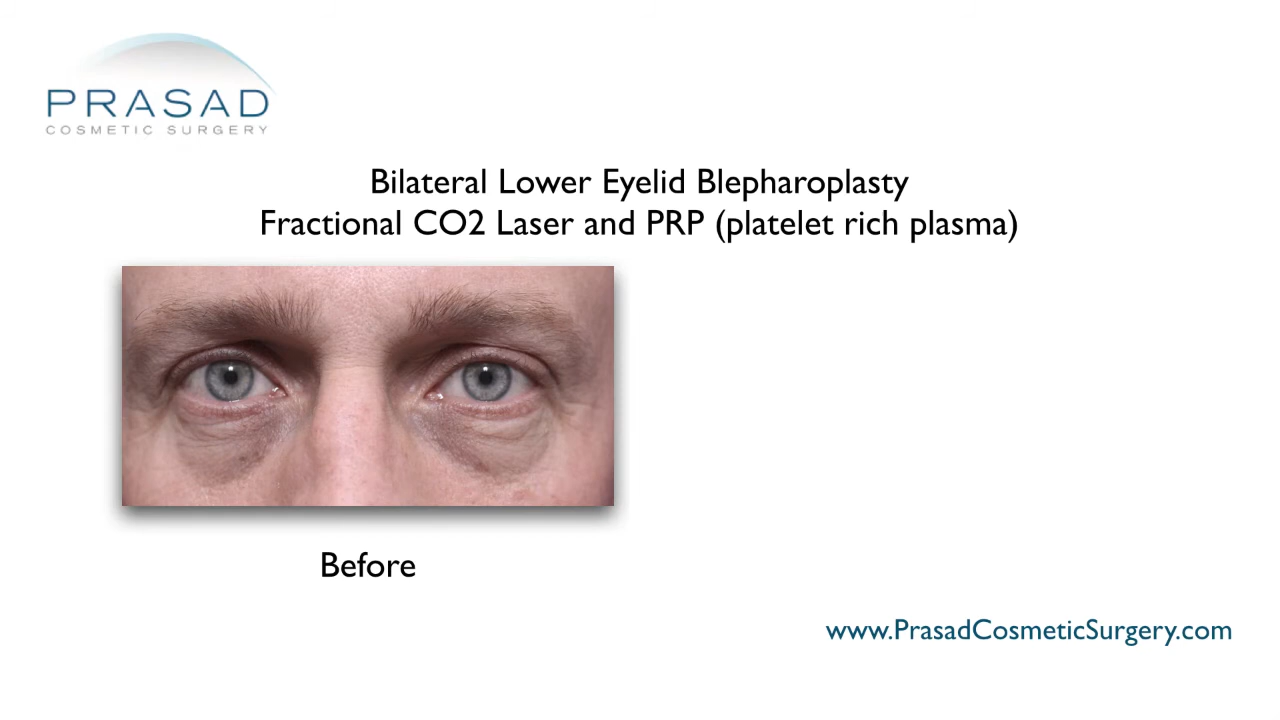 PRASAD
COSMETIC SURGERY
Bilateral Lower Eyelid Blepharoplasty
Fractional CO2 Laser and PRP (platelet rich plasma)
Before
www.PrasadCosmeticSurgery.com